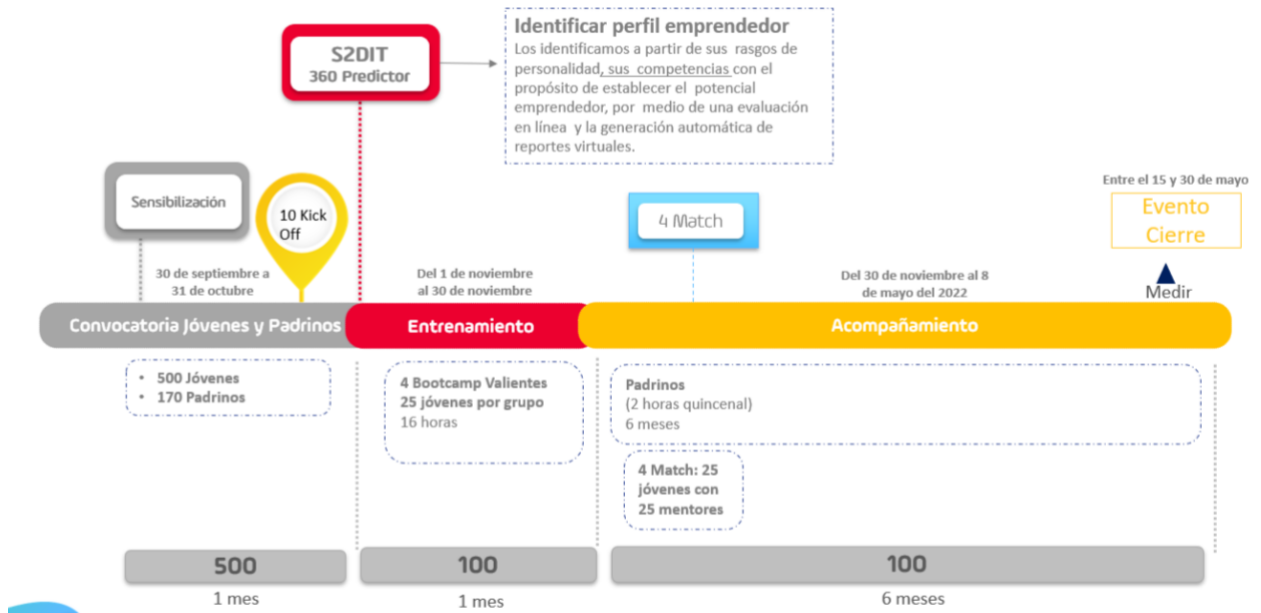 S2DIT
360 Predictor
Identificar perfil emprendedor
Los identificamos a partir de sus rasgos de
personalidad, sus competencias con el
propósito de establecer el potencial
emprendedor, por medio de una evaluación
en línea y la generación automática de
reportes virtuales.
Sensibilización
10 Kick
Off
4 Match
Entre el 15 y 30 de mayo
Evento
Cierre
Medir
30 de septiembre a
31 de octubre
Del 1 de noviembre
al 30 de noviembre
Del 30 de noviembre al 8
de mayo del 2022
Convocatoria Jóvenes y Padrinos
Entrenamiento
Acompañamiento
• 500 Jóvenes
• 170 Padrinos
4 Bootcamp Valientes
25 jóvenes por grupo
16 horas
Padrinos
(2 horas quincenal)
6 meses
4 Match: 25
jóvenes con
25 mentores
500
100
100
1 mes
1 mes
6 meses